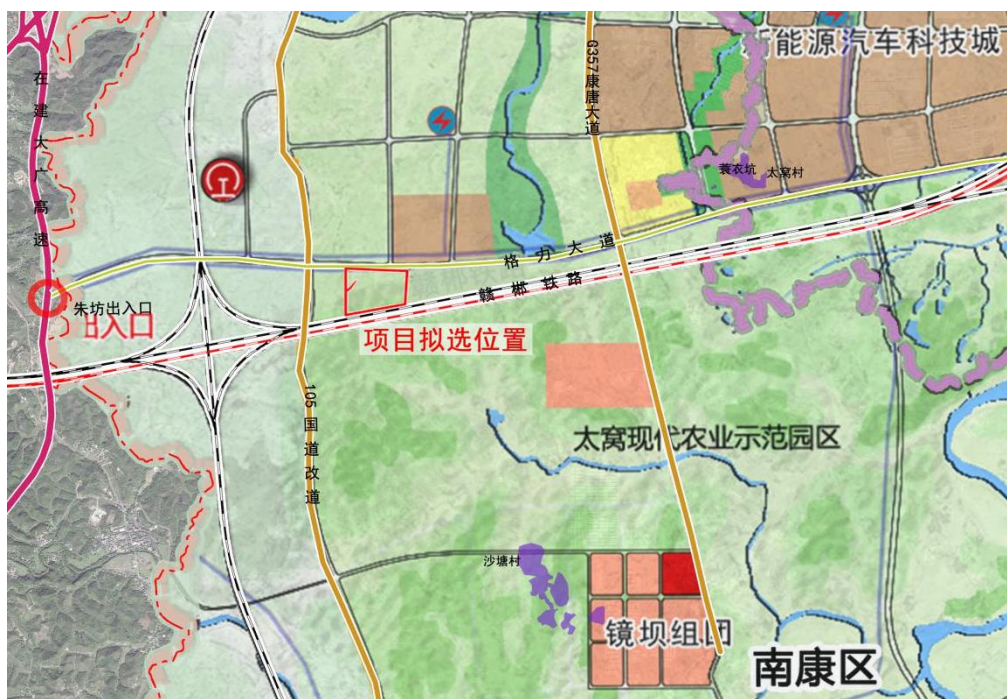 新能源汽车科技城
G357康唐大道
在建大广高速
蓑衣坑
太窝村
格力大道
赣郴铁路
朱坊出入口
出入口
项目拟选位置
105国道改道
太窝现代农业示范园区
沙塘村
镜坝组团
南康区